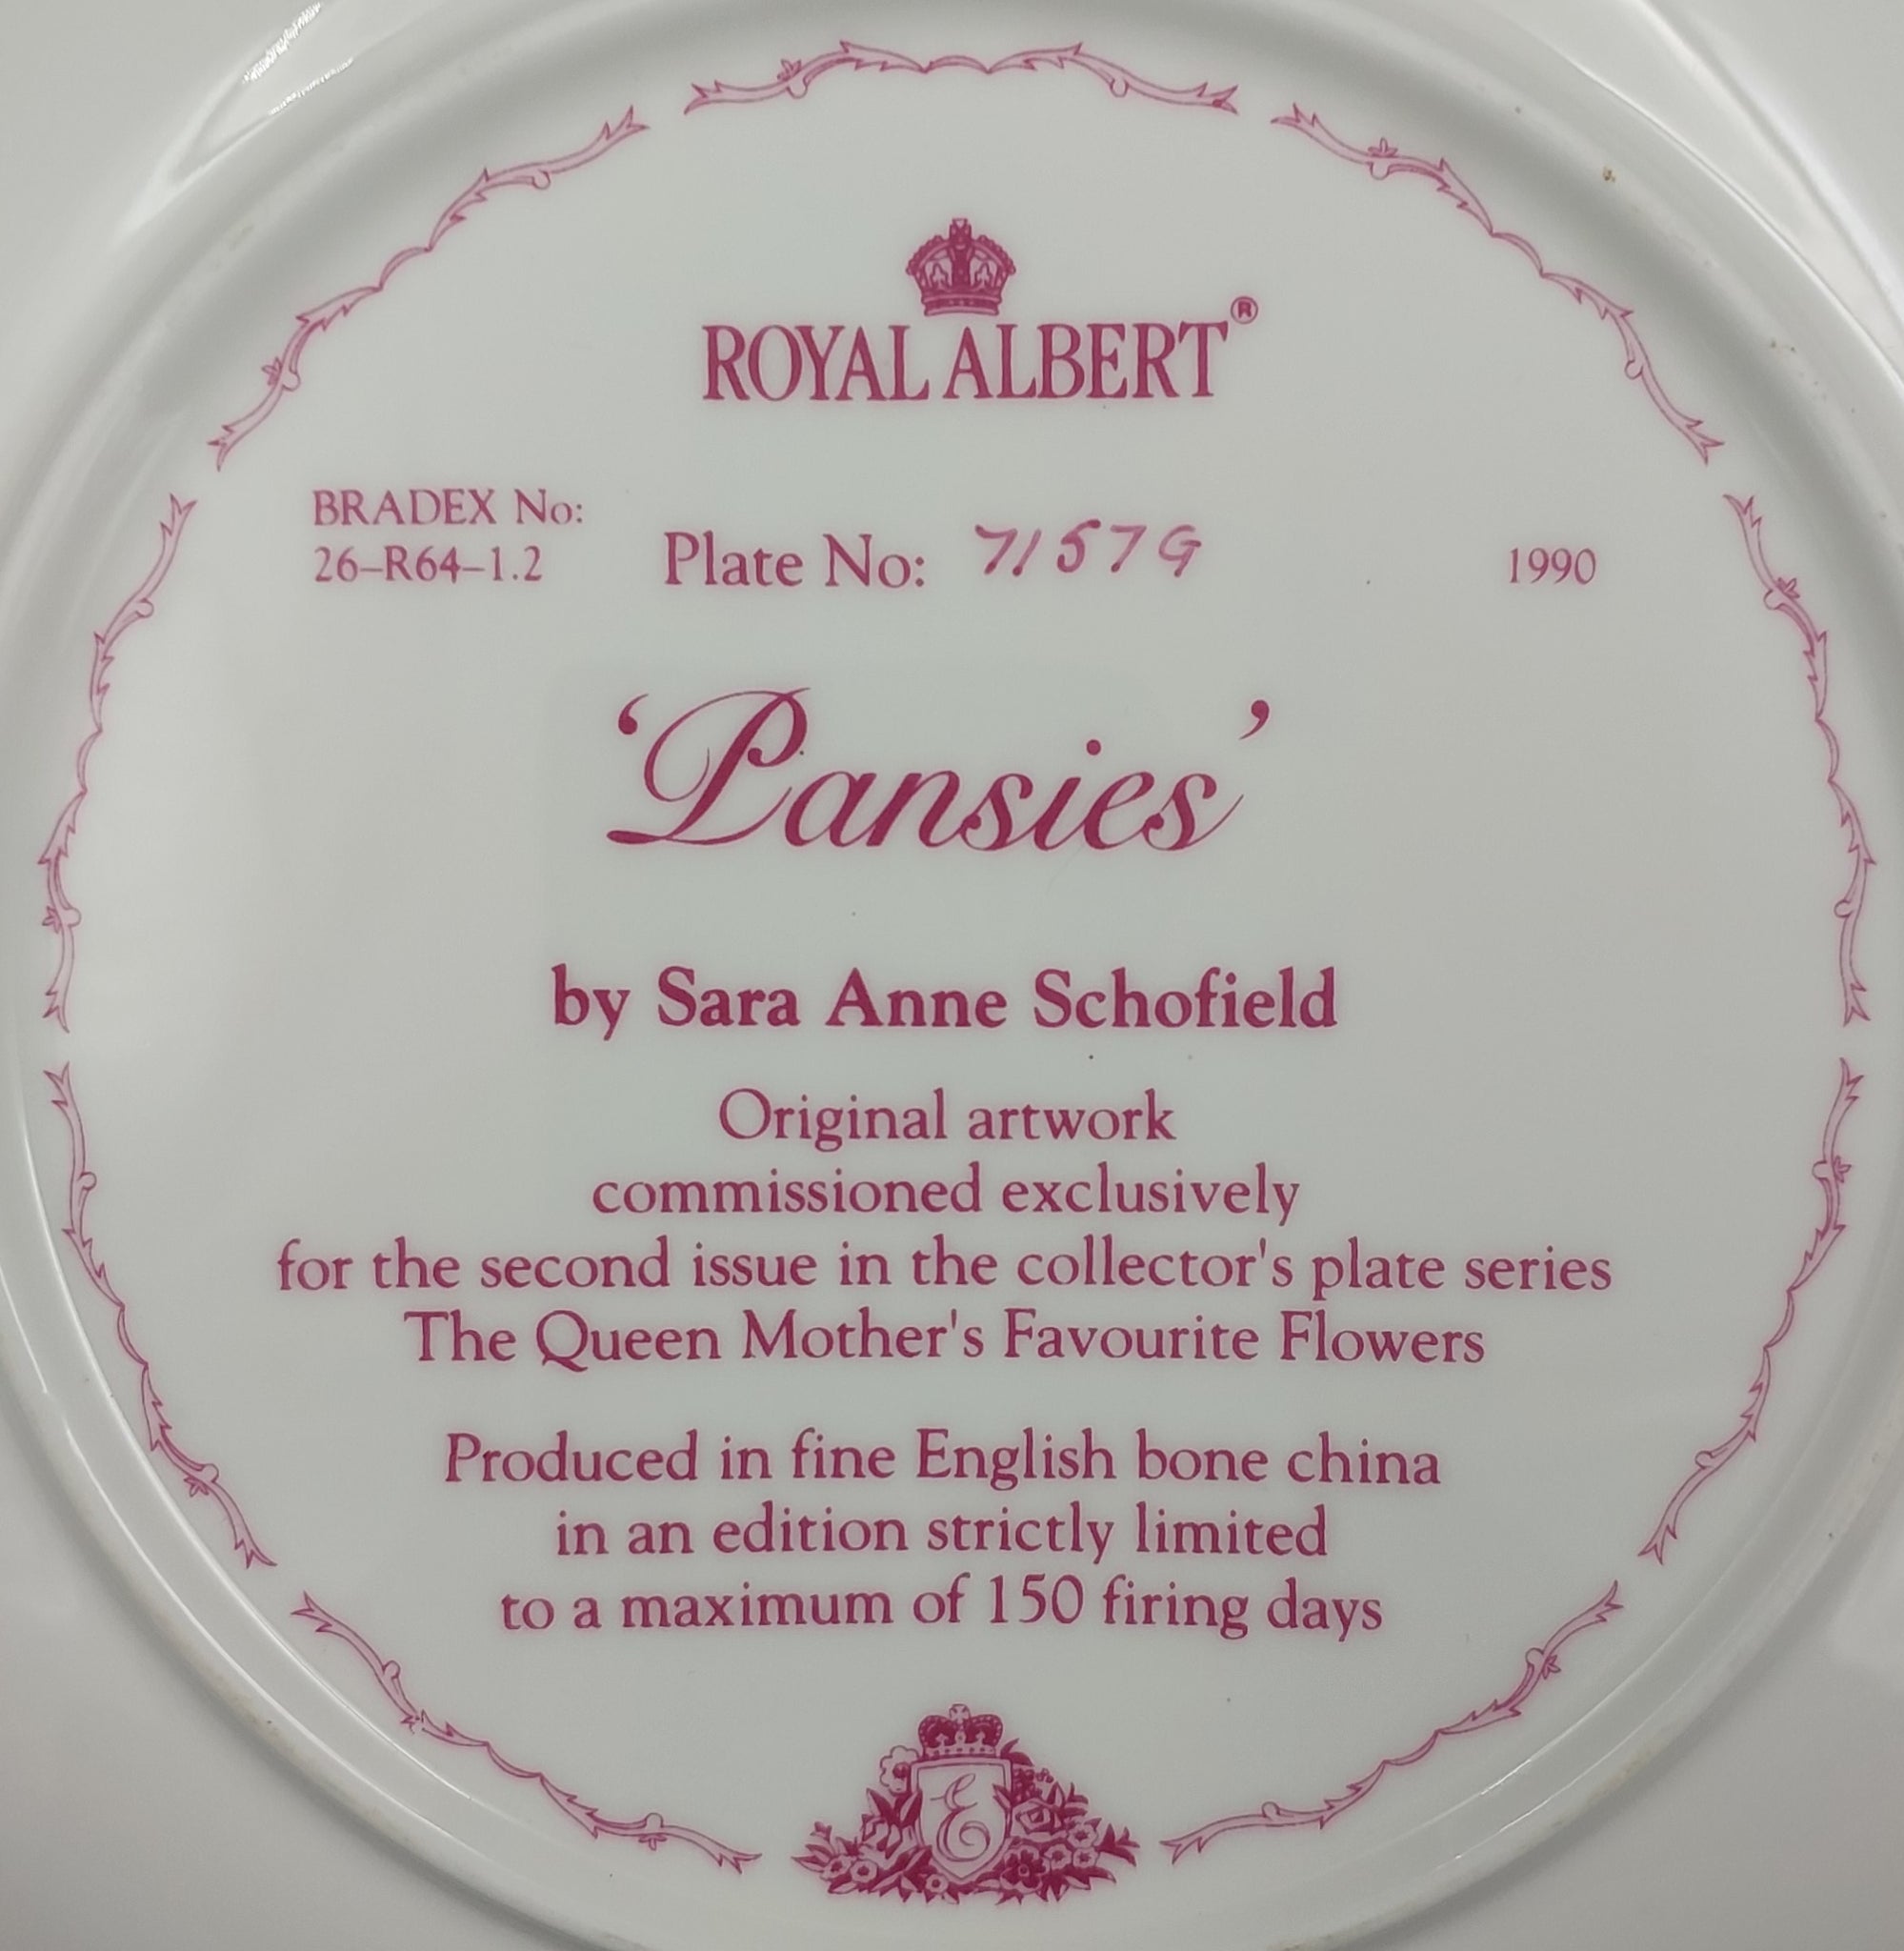 ROYAL ALBERT®
BRADEX No:
26–R64–1.2
Plate No: 7157G
1990
‘Pansies’
by Sara Anne Schofield
Original artwork
commissioned exclusively
for the second issue in the collector's plate series
The Queen Mother's Favourite Flowers
Produced in fine English bone china
in an edition strictly limited
to a maximum of 150 firing days
E